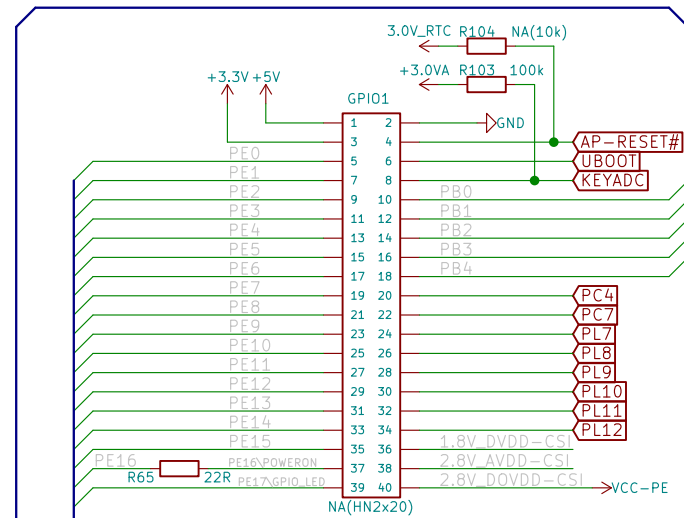 3.0V_RTC R104 NA(10k)
+3.3V +5V +3.0VA R103 100k
GPIO1
1 2 GND
3 4 AP-RESET#
PE0 5 6 UBOOT
PE1 7 8 KEYADC
PE2 9 10 PB0
PE3 11 12 PB1
PE4 13 14 PB2
PE5 15 16 PB3
PE6 17 18 PB4
PE7 19 20 PC4
PE8 21 22 PC7
PE9 23 24 PL7
PE10 25 26 PL8
PE11 27 28 PL9
PE12 29 30 PL10
PE13 31 32 PL11
PE14 33 34 PL12
PE15 35 36 1.8V_DVDD-CSI
PE16 PE16\POWERON 37 38 2.8V_AVDD-CSI
R65 22R PE17\GPIO_LED 39 40 2.8V_DOVDD-CSI VCC-PE
NA(HN2x20)